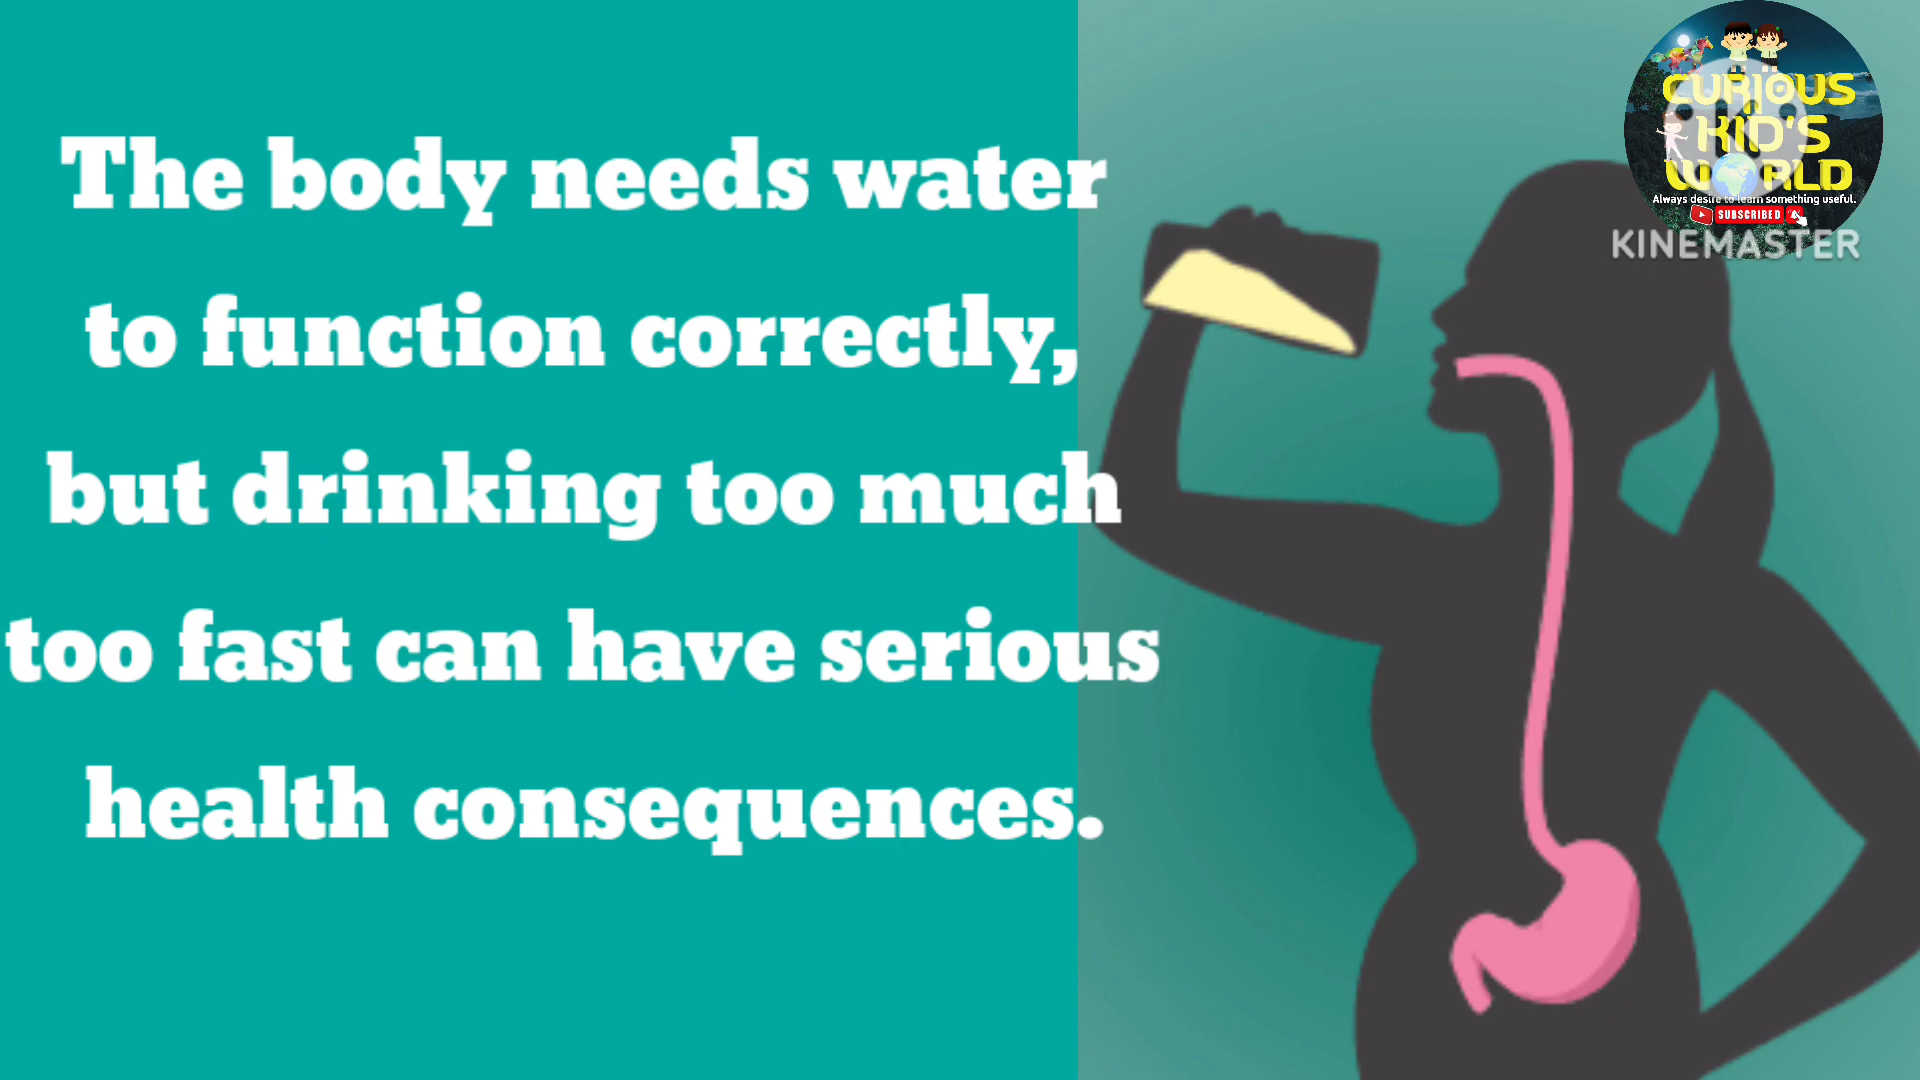 The body needs water
to function correctly,
but drinking too much
too fast can have serious
health consequences.
CURIOUS
KID'S
WORLD
Always desire to learn something useful.
SUBSCRIBED
KINEMASTER